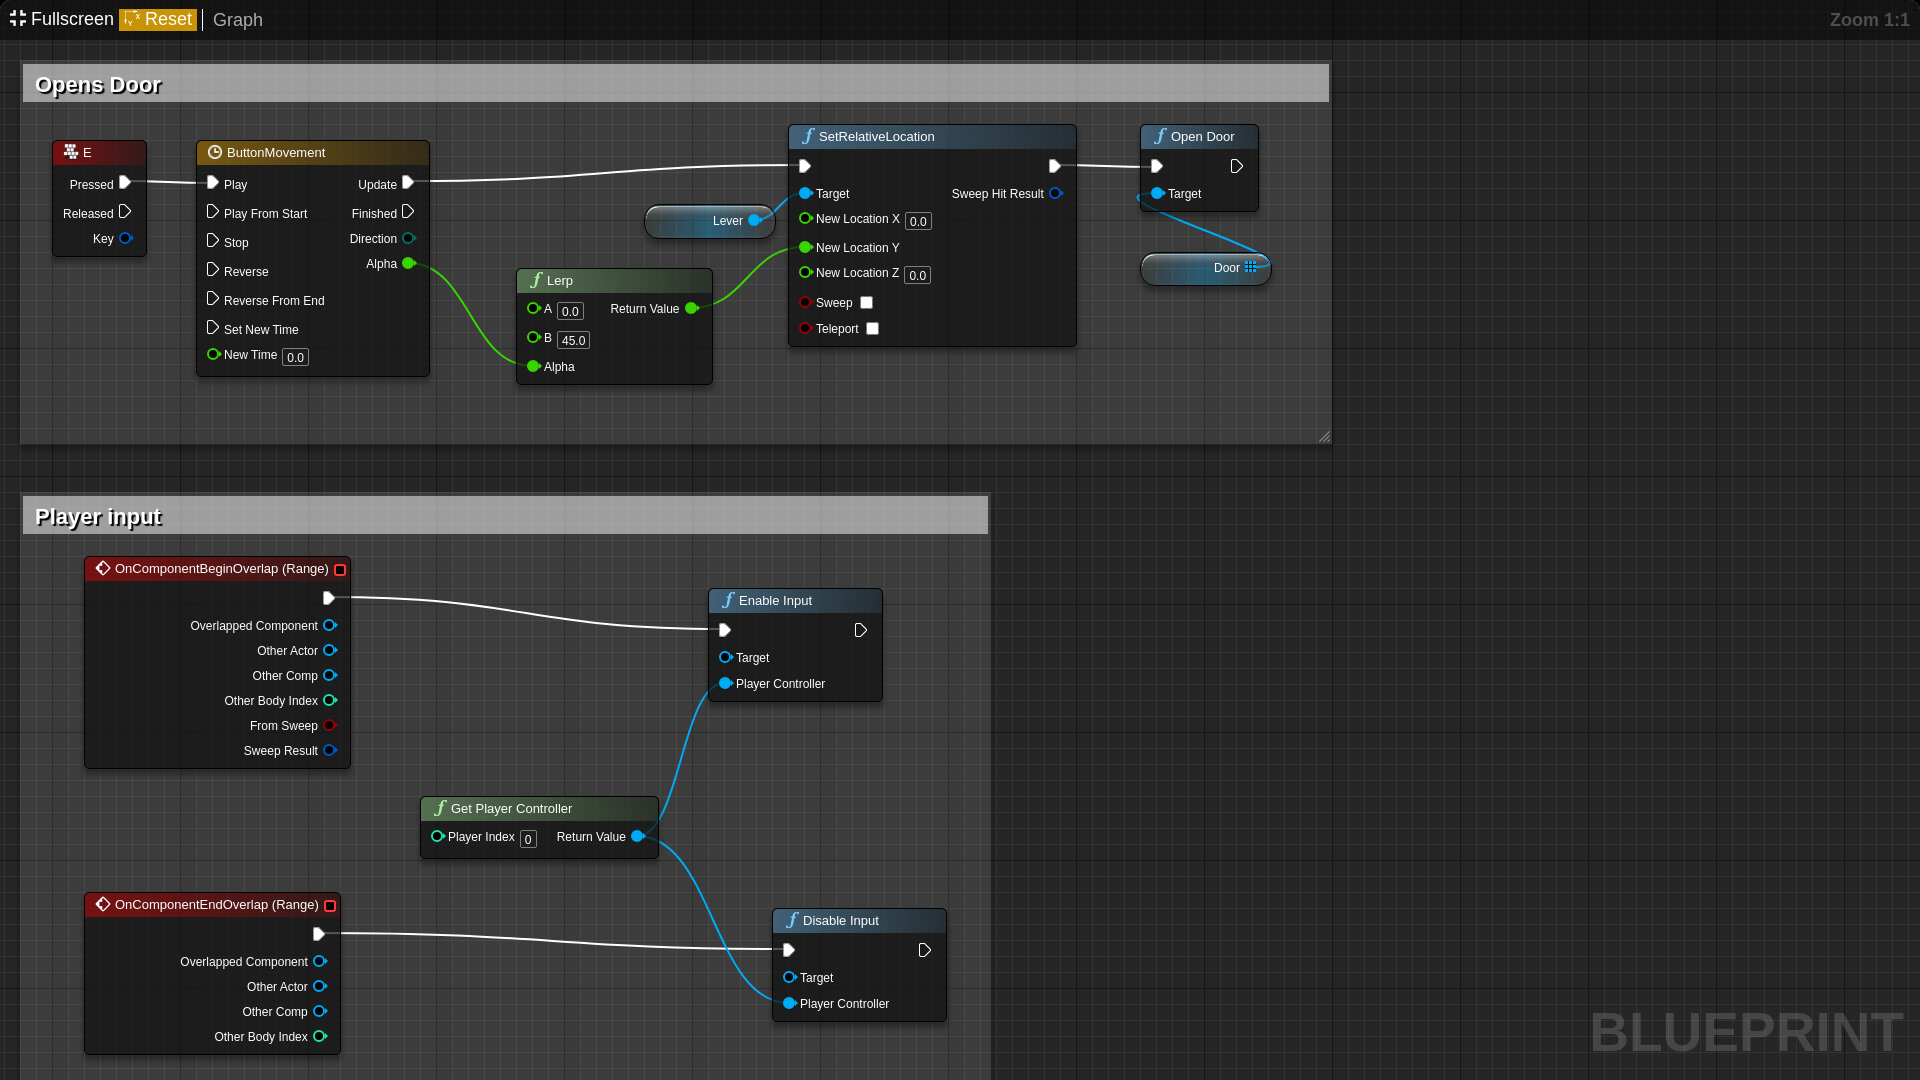 Fullscreen Reset Graph Zoom 1:1
Opens Door
E
Pressed
Released
Key
ButtonMovement
Play Update
Play From Start Finished
Stop Direction
Reverse Alpha
Reverse From End
Set New Time
New Time 0.0
Lerp
A 0.0 Return Value
B 45.0
Alpha
Lever
SetRelativeLocation
Target Sweep Hit Result
New Location X 0.0
New Location Y
New Location Z 0.0
Sweep
Teleport
Open Door
Target
Door
Player input
OnComponentBeginOverlap (Range)
Overlapped Component
Other Actor
Other Comp
Other Body Index
From Sweep
Sweep Result
Enable Input
Target
Player Controller
Get Player Controller
Player Index 0 Return Value
OnComponentEndOverlap (Range)
Overlapped Component
Other Actor
Other Comp
Other Body Index
Disable Input
Target
Player Controller
BLUEPRINT